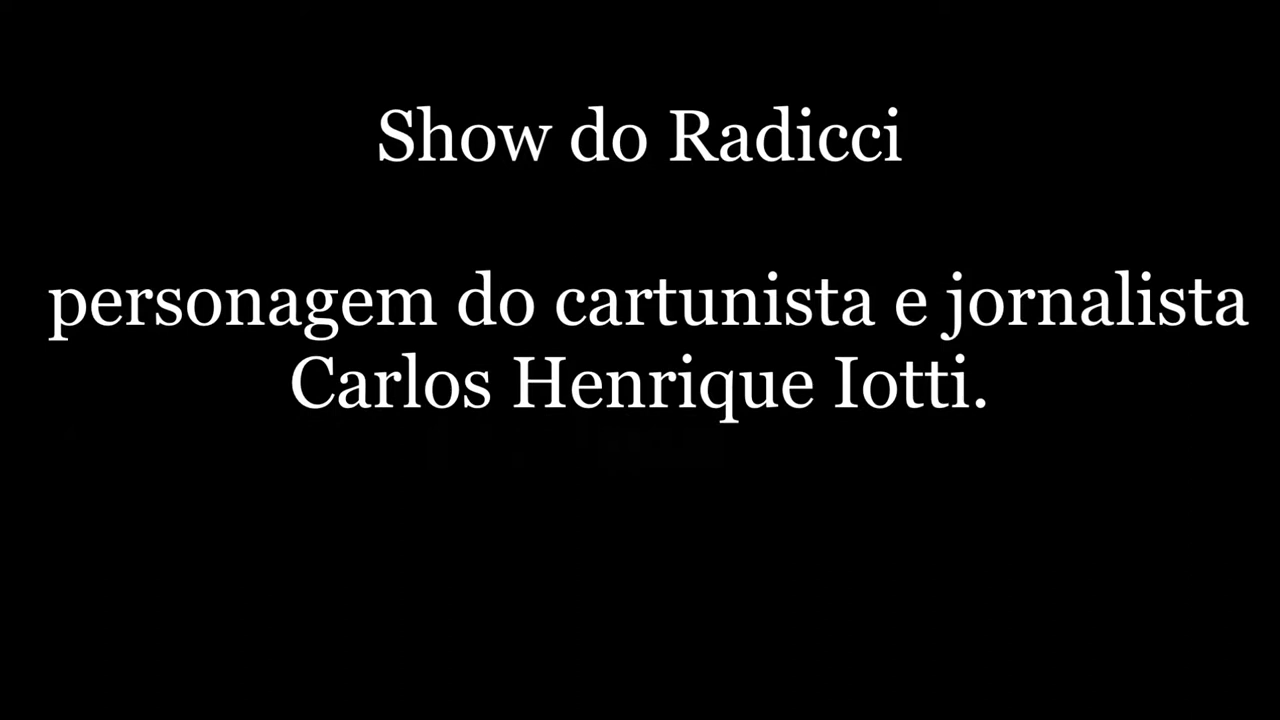 Show do Radicci
personagem do cartunista e jornalista
Carlos Henrique Iotti.